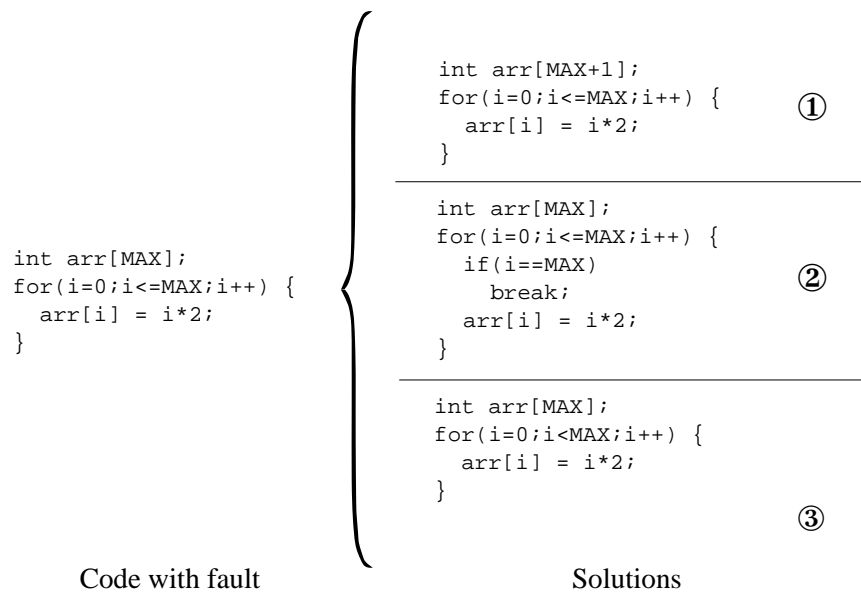 int arr[MAX];
for(i=0;i<=MAX;i++) {
  arr[i] = i*2;
}
Code with fault
int arr[MAX+1];
for(i=0;i<=MAX;i++) {
  arr[i] = i*2;
}
①
int arr[MAX];
for(i=0;i<=MAX;i++) {
  if(i==MAX)
    break;
  arr[i] = i*2;
}
②
int arr[MAX];
for(i=0;i<MAX;i++) {
  arr[i] = i*2;
}
③
Solutions